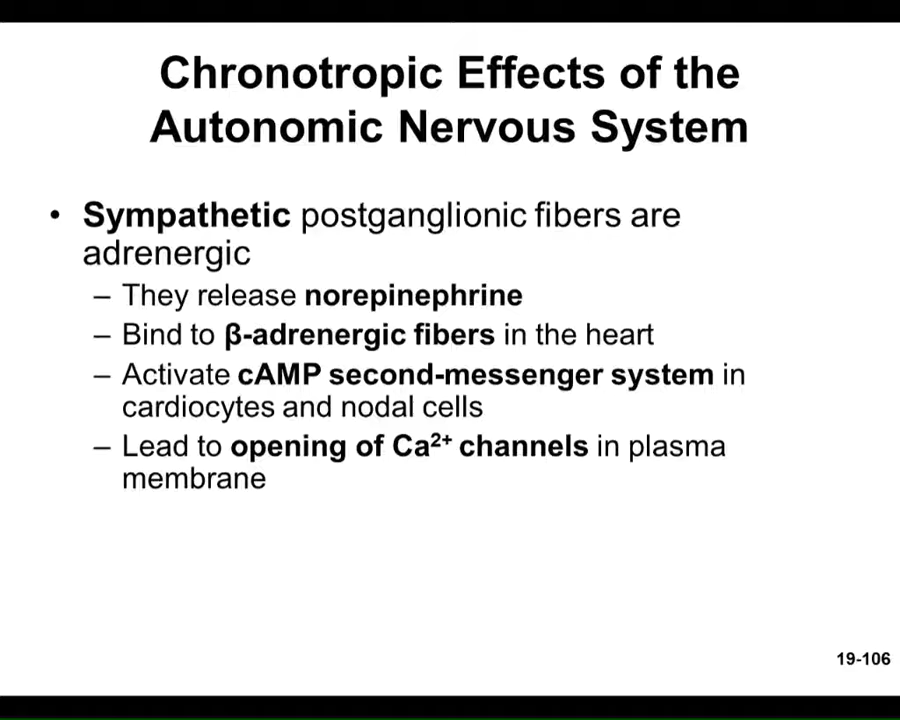 Chronotropic Effects of the
Autonomic Nervous System
• Sympathetic postganglionic fibers are
adrenergic
– They release norepinephrine
– Bind to β-adrenergic fibers in the heart
– Activate cAMP second-messenger system in
cardiocytes and nodal cells
– Lead to opening of Ca²⁺ channels in plasma
membrane
19-106